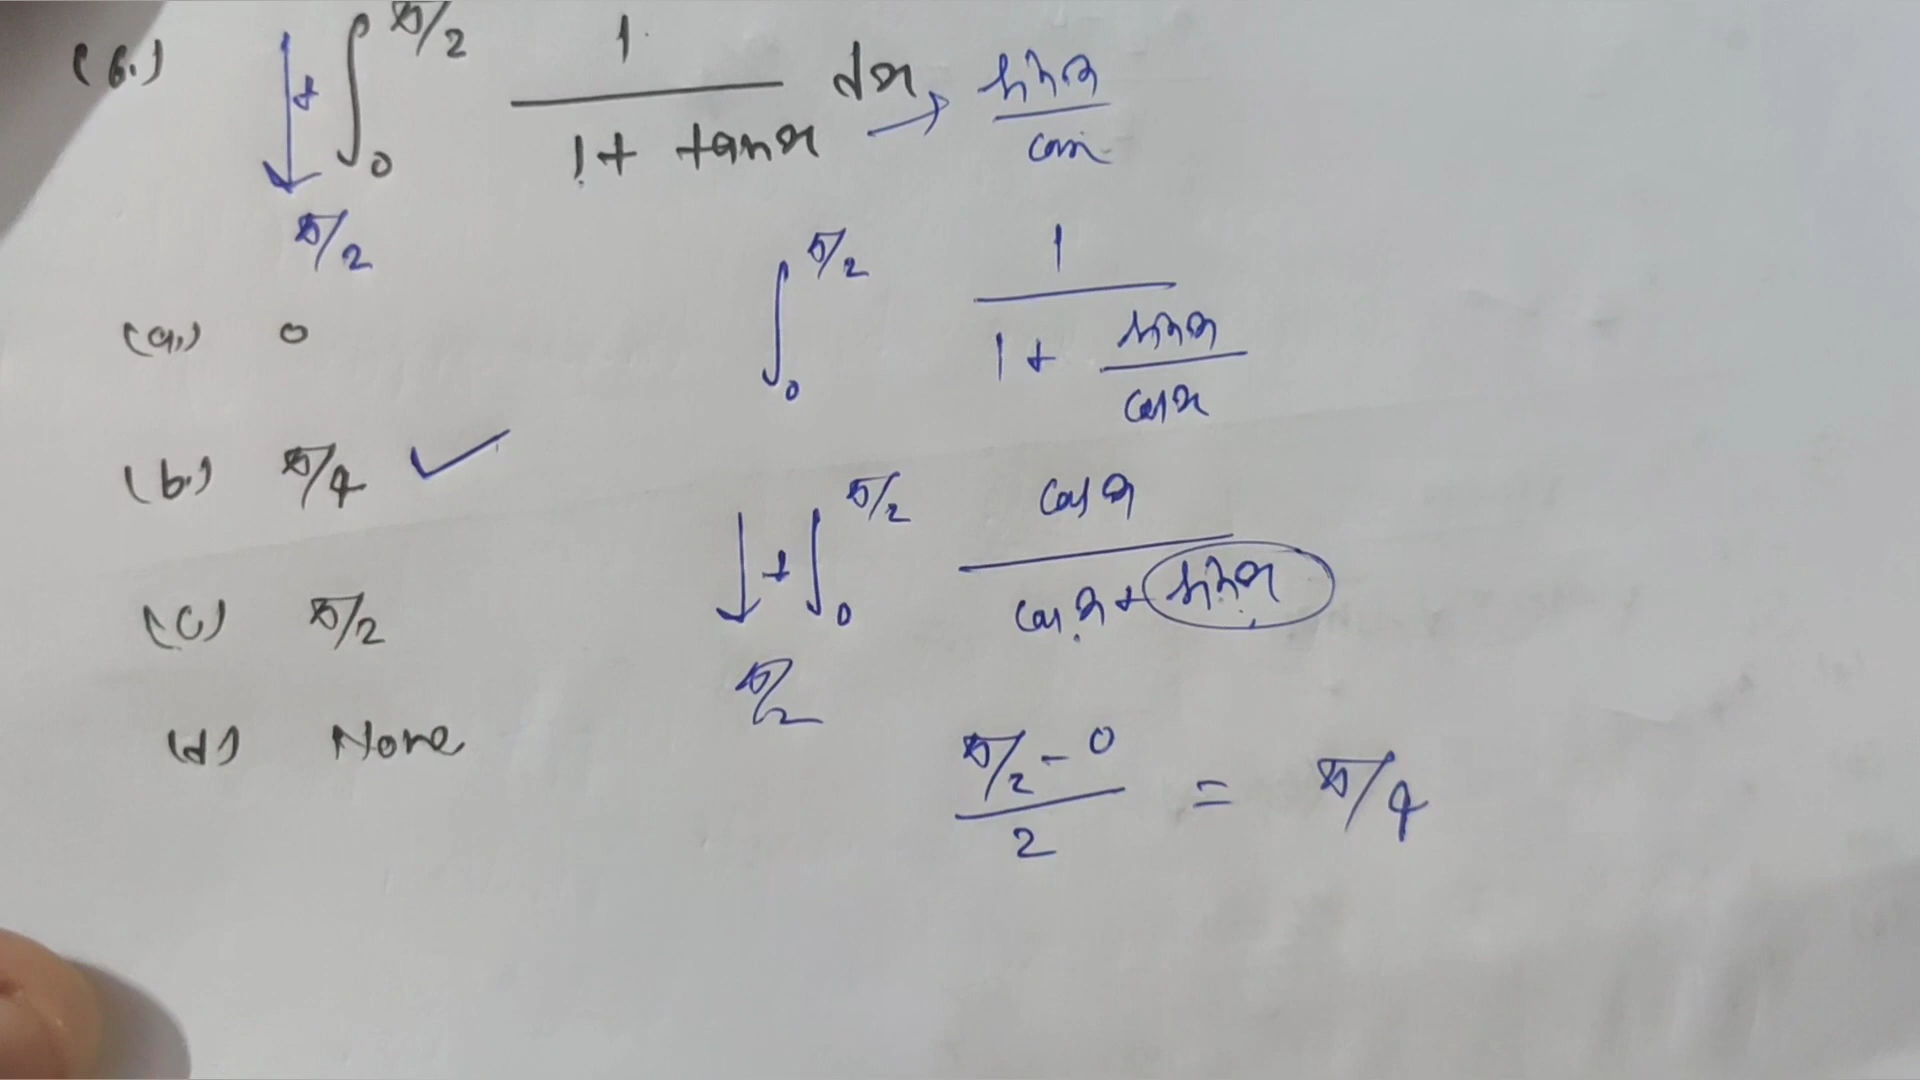 (6.) ↓+ ∫₀^π/2 1/(1 + tanx) dx → sinx/cosx
π/2
∫₀^π/2 1/(1 + sinx/cosx)
(a.) 0
(b.) π/4 ✓
↓+ ∫₀^π/2 cosx/(cosx + sinx)
(c) π/2
π/2
(d) None
(π/2 - 0)/2 = π/4